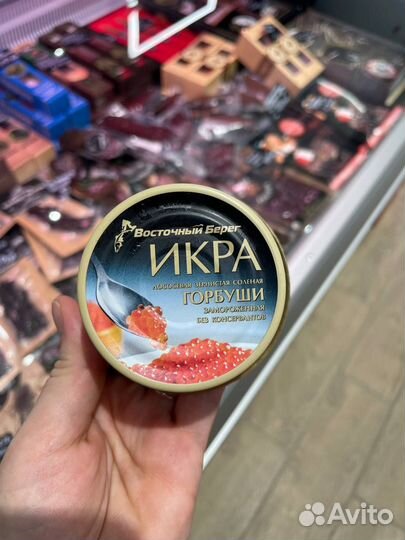 Восточный Берег
ИКРА
ЛОСОСЕВАЯ ЗЕРНИСТАЯ СОЛЕНАЯ
ГОРБУШИ
ЗАМОРОЖЕННАЯ
БЕЗ КОНСЕРВАНТОВ
Avito